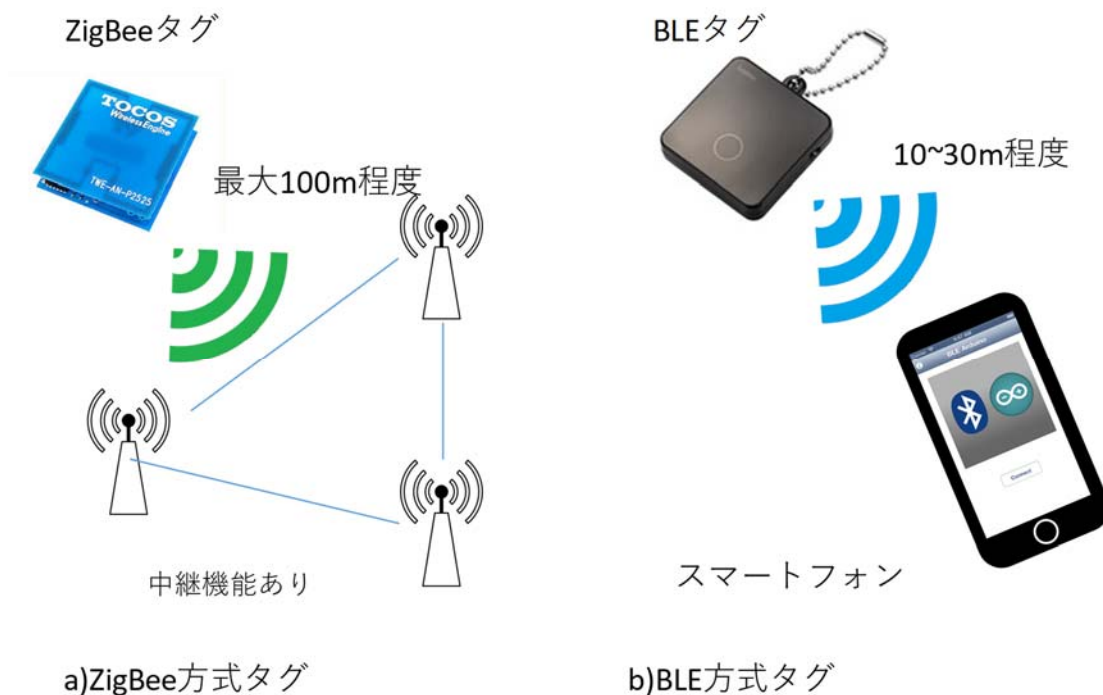 ZigBeeタグ
TOCOS
Wireless Engine
TWE-AN-P2525
最大100m程度
中継機能あり
a)ZigBee方式タグ
BLEタグ
10~30m程度
BLE Arduino
Connect
スマートフォン
b)BLE方式タグ